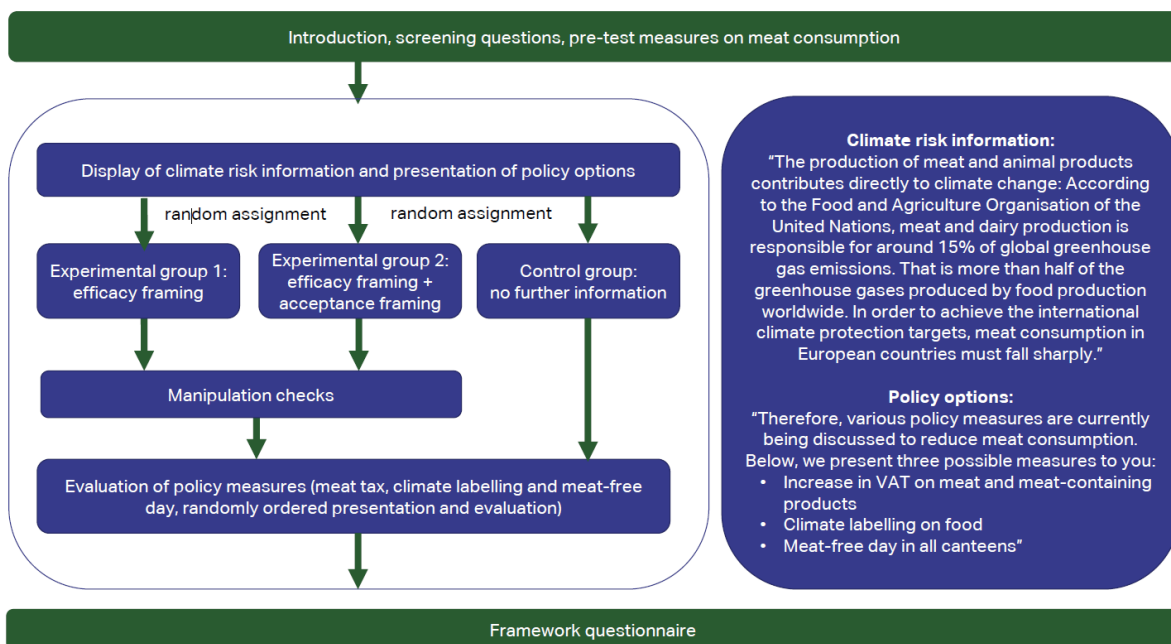 Introduction, screening questions, pre-test measures on meat consumption
Display of climate risk information and presentation of policy options
random assignment
random assignment
Experimental group 1:
efficacy framing
Experimental group 2:
efficacy framing +
acceptance framing
Control group:
no further information
Manipulation checks
Evaluation of policy measures (meat tax, climate labelling and meat-free
day, randomly ordered presentation and evaluation)
Climate risk information:
“The production of meat and animal products
contributes directly to climate change: According
to the Food and Agriculture Organisation of the
United Nations, meat and dairy production is
responsible for around 15% of global greenhouse
gas emissions. That is more than half of the
greenhouse gases produced by food production
worldwide. In order to achieve the international
climate protection targets, meat consumption in
European countries must fall sharply.”
Policy options:
“Therefore, various policy measures are currently
being discussed to reduce meat consumption.
Below, we present three possible measures to you:
• Increase in VAT on meat and meat-containing
products
• Climate labelling on food
• Meat-free day in all canteens”
Framework questionnaire